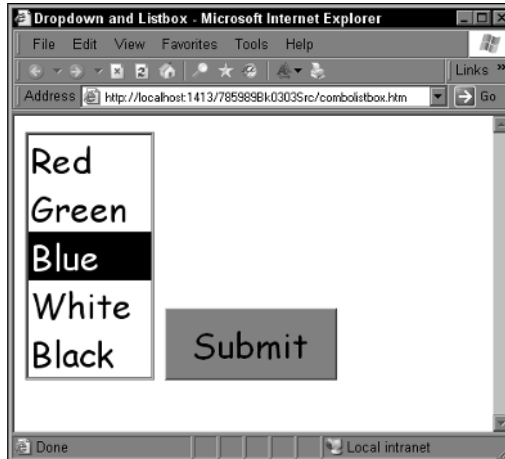 Dropdown and Listbox - Microsoft Internet Explorer
File Edit View Favorites Tools Help
Links »
Address http://localhost:1413/785989Bk0303Src/combolistbox.htm Go
Red
Green
Blue
White
Black
Submit
Done Local intranet